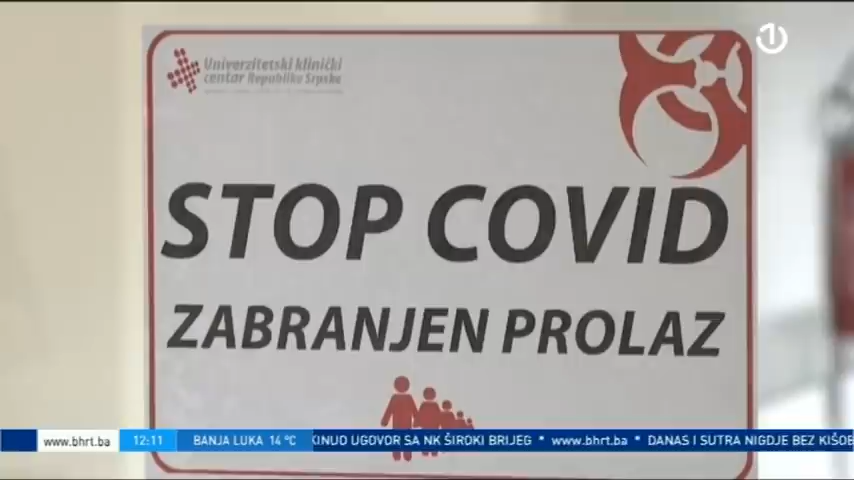 1
Univerzitetski klinički
centar Republike Srpske
STOP COVID
ZABRANJEN PROLAZ
www.bhrt.ba 12:11 BANJA LUKA 14 °C KINUO UGOVOR SA NK ŠIROKI BRIJEG * www.bhrt.ba * DANAS I SUTRA NIGDJE BEZ KIŠOB